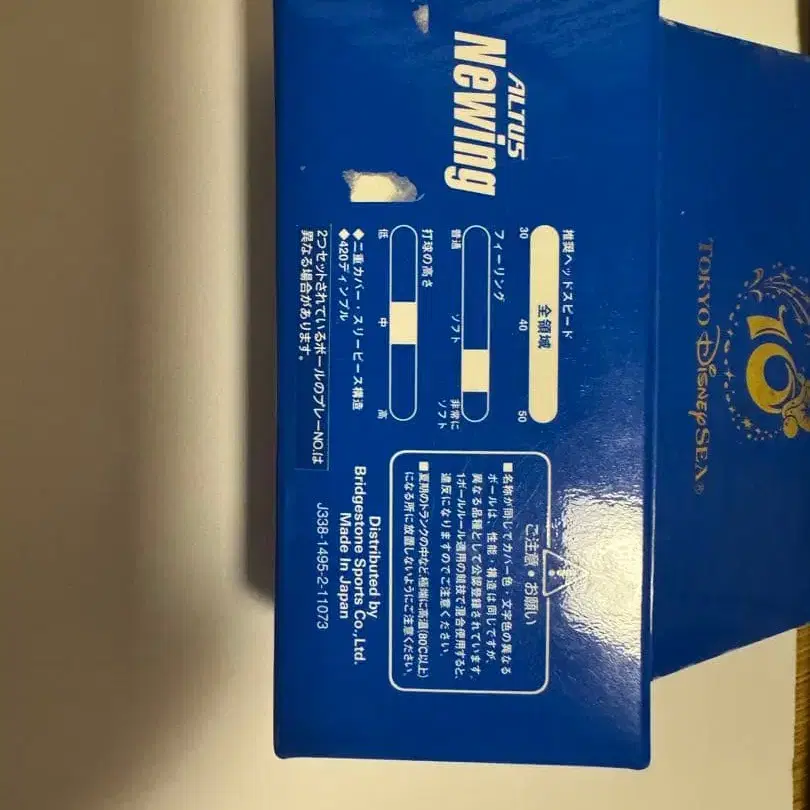 ALTUS
Newing
推奨ヘッドスピード
全領域
30 40 50
フィーリング
普通 ソフト 非常にソフト
打球の高さ
低 中 高
◆二重カバー・スリーピース構造
◆420ディンプル
2つセットされているボールのプレーNO.は
異なる場合があります。
ご注意・お願い
■名称が同じでカバー色・文字色の異なる
ボールは、性能・構造は同じですが、
異なる品種として公認登録されています。
1ボールルール適用の競技で混合使用すると、
違反になりますのでご注意ください。
■夏期のトランクの中など極端に高温(80℃以上)
になる所に放置しないようにご注意ください。
Distributed by
Bridgestone Sports Co.,Ltd.
Made In Japan
J338-1495-2-11073
10
TOKYO DISNEYSEA®